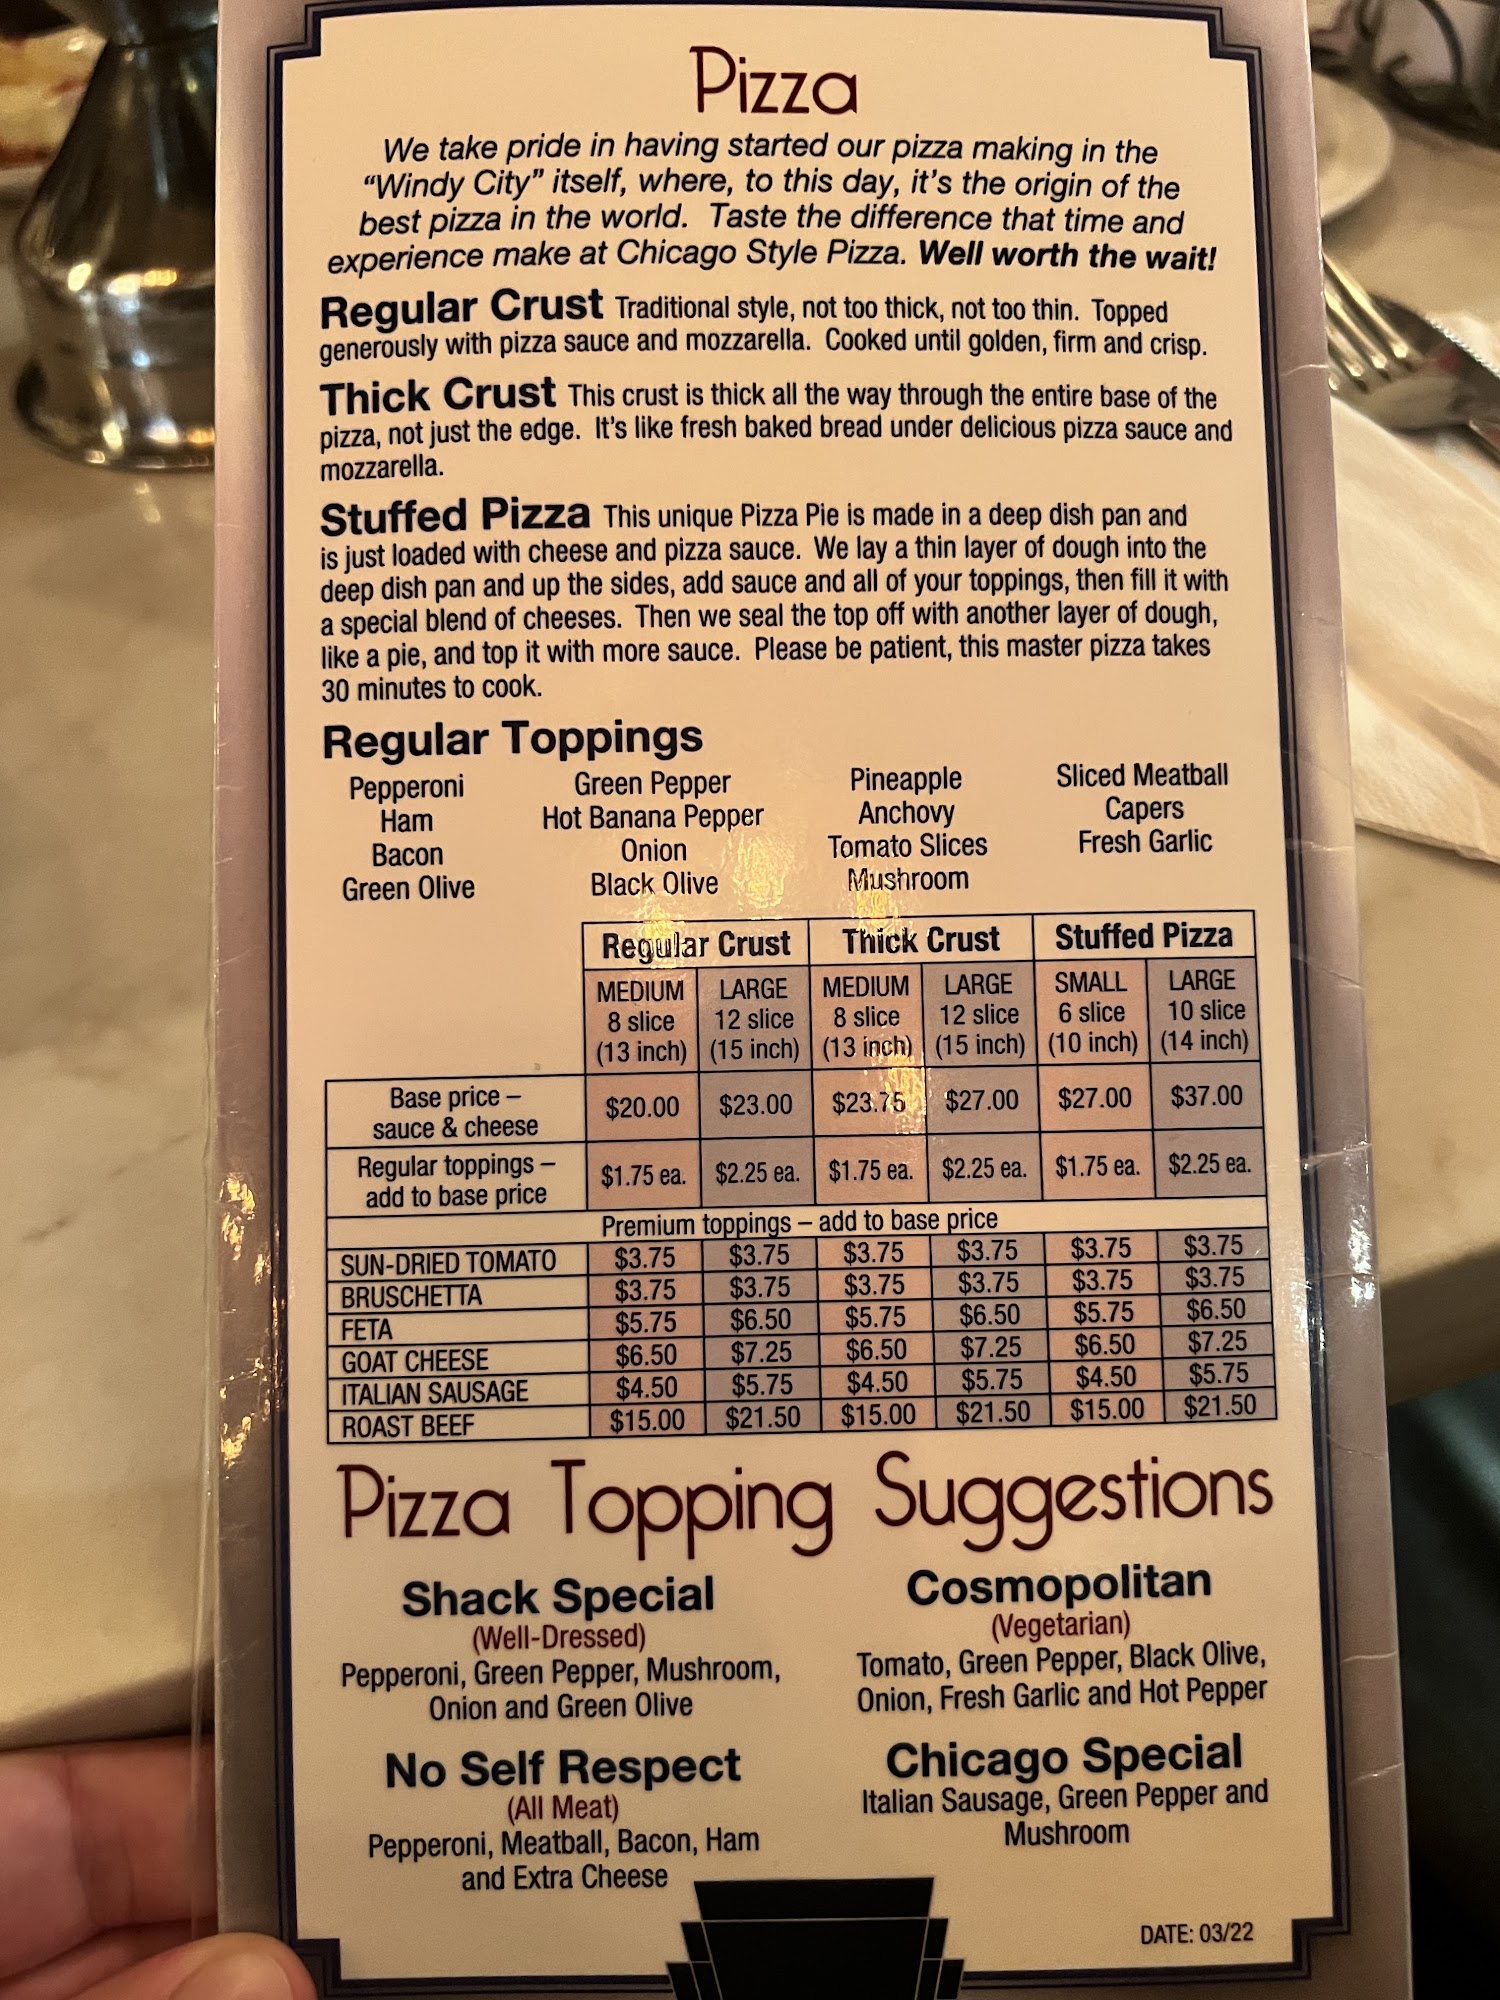 Pizza
We take pride in having started our pizza making in the
“Windy City” itself, where, to this day, it's the origin of the
best pizza in the world. Taste the difference that time and
experience make at Chicago Style Pizza. Well worth the wait!
Regular Crust Traditional style, not too thick, not too thin. Topped
generously with pizza sauce and mozzarella. Cooked until golden, firm and crisp.
Thick Crust This crust is thick all the way through the entire base of the
pizza, not just the edge. It's like fresh baked bread under delicious pizza sauce and
mozzarella.
Stuffed Pizza This unique Pizza Pie is made in a deep dish pan and
is just loaded with cheese and pizza sauce. We lay a thin layer of dough into the
deep dish pan and up the sides, add sauce and all of your toppings, then fill it with
a special blend of cheeses. Then we seal the top off with another layer of dough,
like a pie, and top it with more sauce. Please be patient, this master pizza takes
30 minutes to cook.
Regular Toppings
Pepperoni Green Pepper Pineapple Sliced Meatball
Ham Hot Banana Pepper Anchovy Capers
Bacon Onion Tomato Slices Fresh Garlic
Green Olive Black Olive Mushroom
Regular Crust Thick Crust Stuffed Pizza
MEDIUM LARGE MEDIUM LARGE SMALL LARGE
8 slice 12 slice 8 slice 12 slice 6 slice 10 slice
(13 inch) (15 inch) (13 inch) (15 inch) (10 inch) (14 inch)
Base price –
sauce & cheese $20.00 $23.00 $23.75 $27.00 $27.00 $37.00
Regular toppings –
add to base price $1.75 ea. $2.25 ea. $1.75 ea. $2.25 ea. $1.75 ea. $2.25 ea.
Premium toppings – add to base price
SUN-DRIED TOMATO $3.75 $3.75 $3.75 $3.75 $3.75 $3.75
BRUSCHETTA $3.75 $3.75 $3.75 $3.75 $3.75 $3.75
FETA $5.75 $6.50 $5.75 $6.50 $5.75 $6.50
GOAT CHEESE $6.50 $7.25 $6.50 $7.25 $6.50 $7.25
ITALIAN SAUSAGE $4.50 $5.75 $4.50 $5.75 $4.50 $5.75
ROAST BEEF $15.00 $21.50 $15.00 $21.50 $15.00 $21.50
Pizza Topping Suggestions
Shack Special
(Well-Dressed)
Pepperoni, Green Pepper, Mushroom,
Onion and Green Olive
Cosmopolitan
(Vegetarian)
Tomato, Green Pepper, Black Olive,
Onion, Fresh Garlic and Hot Pepper
No Self Respect
(All Meat)
Pepperoni, Meatball, Bacon, Ham
and Extra Cheese
Chicago Special
Italian Sausage, Green Pepper and
Mushroom
DATE: 03/22